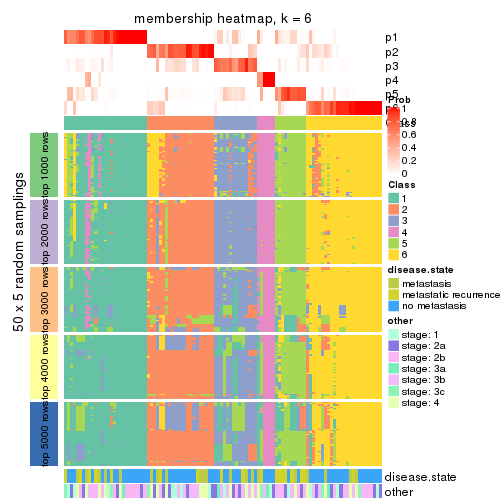 membership heatmap, k = 6
p1
p2
p3
p4
p5
p6
Prob
1
0.8
0.6
0.4
0.2
0
Class
Class
1
2
3
4
5
6
disease.state
metastasis
metastatic recurrence
no metastasis
other
stage: 1
stage: 2a
stage: 2b
stage: 3a
stage: 3b
stage: 3c
stage: 4
50 x 5 random samplings
top 1000 rows
top 2000 rows
top 3000 rows
top 4000 rows
top 5000 rows
disease.state
other